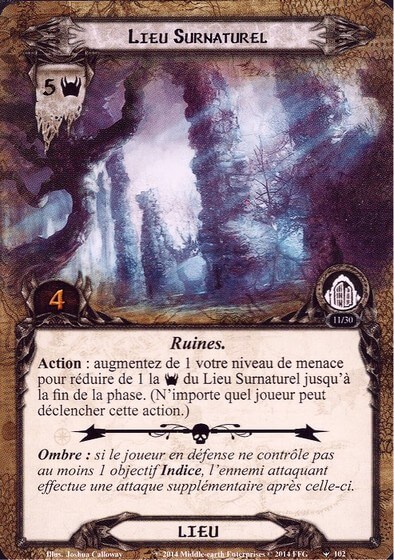 LIEU SURNATUREL
5
4
11/30
Ruines.
Action : augmentez de 1 votre niveau de menace
pour réduire de 1 la du Lieu Surnaturel jusqu'à
la fin de la phase. (N'importe quel joueur peut
déclencher cette action.)
Ombre : si le joueur en défense ne contrôle pas
au moins 1 objectif Indice, l'ennemi attaquant
effectue une attaque supplémentaire après celle-ci.
LIEU
Illus. Joshua Calloway
© 2014 Middle-earth Enterprises © 2014 FFG
102